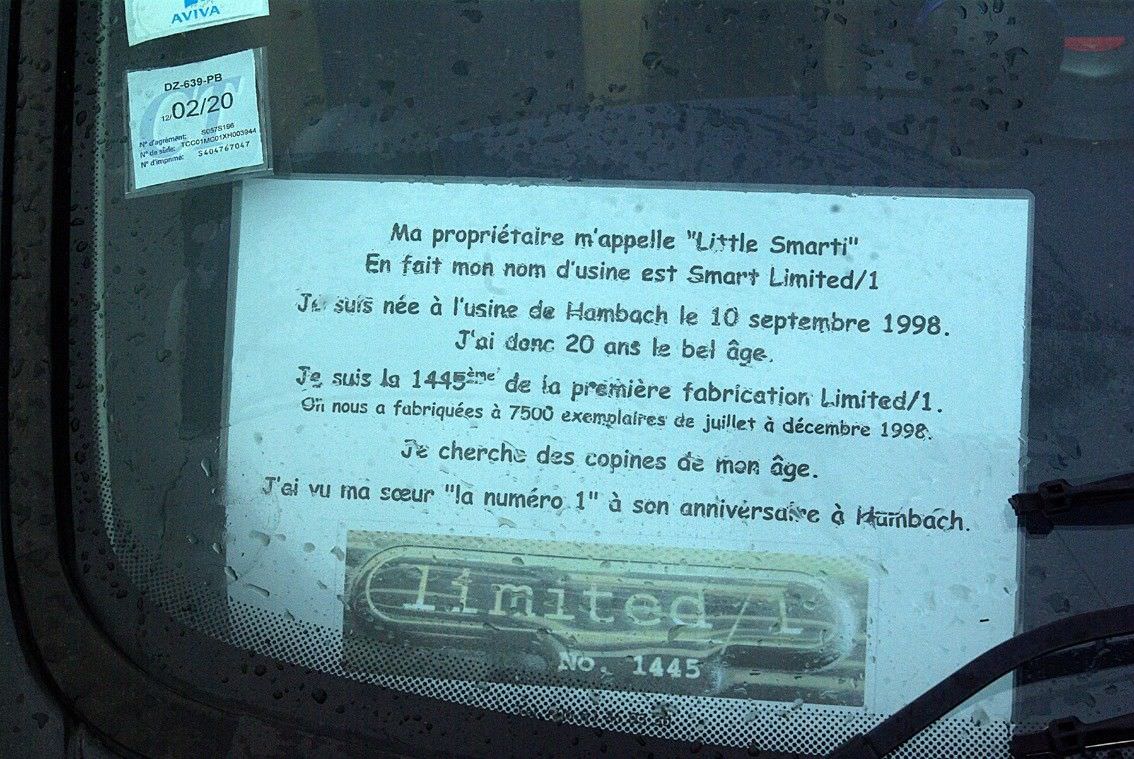 AVIVA
DZ-639-PB
12/02/20
N° d'agrément: S057S196
N° de série: TCC01MC01XH003944
N° d'imprimé: S404767047
Ma propriétaire m'appelle "Little Smarti"
En fait mon nom d'usine est Smart Limited/1
Je suis née à l'usine de Hambach le 10 septembre 1998.
J'ai donc 20 ans le bel âge.
Je suis la 1445ème de la première fabrication Limited/1.
On nous a fabriquées à 7500 exemplaires de juillet à décembre 1998.
Je cherche des copines de mon âge.
J'ai vu ma sœur "la numéro 1" à son anniversaire à Hambach.
limited/1
No. 1445